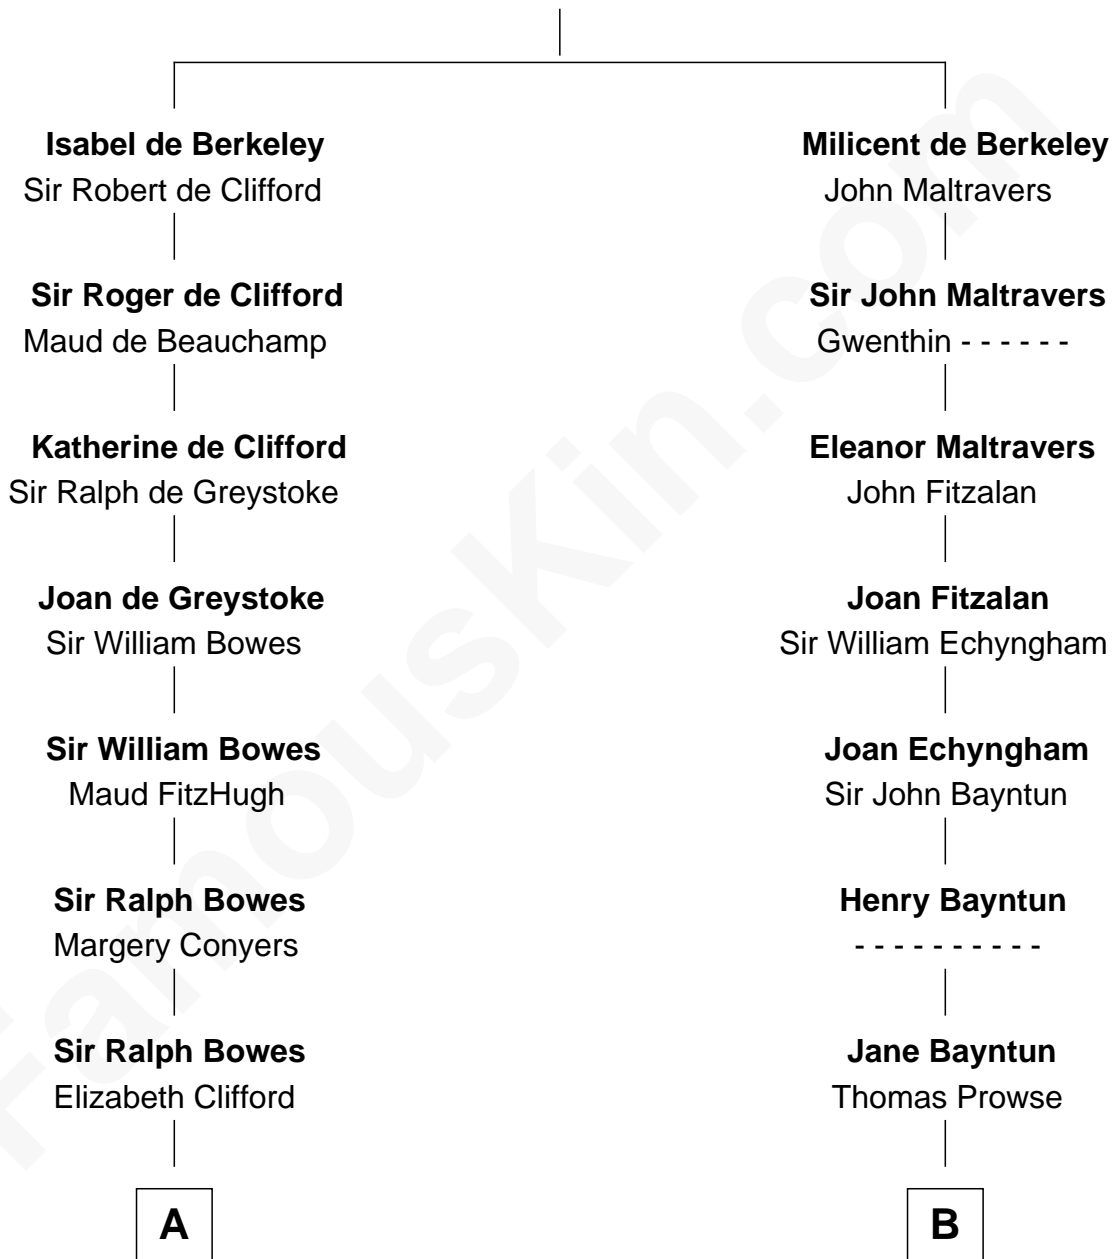 Isabel de Berkeley
Sir Robert de Clifford
Milicent de Berkeley
John Maltravers
Sir Roger de Clifford
Maud de Beauchamp
Sir John Maltravers
Gwenthin - - - - - -
Katherine de Clifford
Sir Ralph de Greystoke
Eleanor Maltravers
John Fitzalan
Joan de Greystoke
Sir William Bowes
Joan Fitzalan
Sir William Echyngham
Sir William Bowes
Maud FitzHugh
Joan Echyngham
Sir John Bayntun
Sir Ralph Bowes
Margery Conyers
Henry Bayntun
- - - - - - - - - -
Sir Ralph Bowes
Elizabeth Clifford
Jane Bayntun
Thomas Prowse
A
B
FamousKin.com